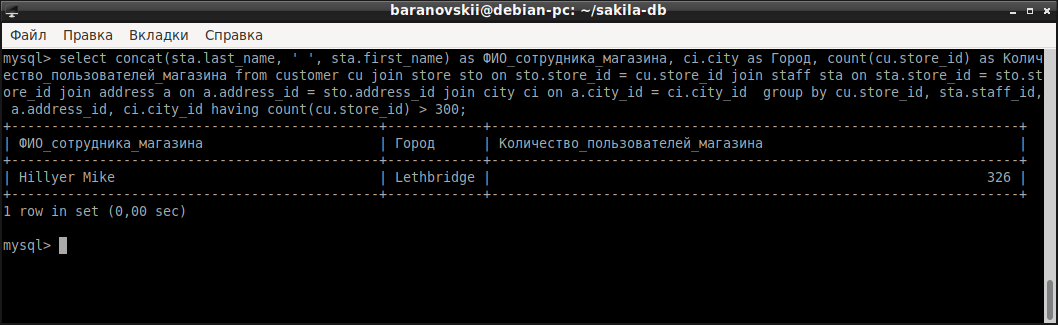 baranovskii@debian-pc: ~/sakila-db
Файл Правка Вкладки Справка
mysql> select concat(sta.last_name, ' ', sta.first_name) as ФИО_сотрудника_магазина, ci.city as Город, count(cu.store_id) as Колич
ество_пользователей_магазина from customer cu join store sto on sto.store_id = cu.store_id join staff sta on sta.store_id = sto.st
ore_id join address a on a.address_id = sto.address_id join city ci on a.city_id = ci.city_id  group by cu.store_id, sta.staff_id,
 a.address_id, ci.city_id having count(cu.store_id) > 300;
+---------------------------------------------+------------+------------------------------------------------------------------+
| ФИО_сотрудника_магазина | Город | Количество_пользователей_магазина |
+---------------------------------------------+------------+------------------------------------------------------------------+
| Hillyer Mike | Lethbridge | 326 |
+---------------------------------------------+------------+------------------------------------------------------------------+
1 row in set (0,00 sec)
mysql>